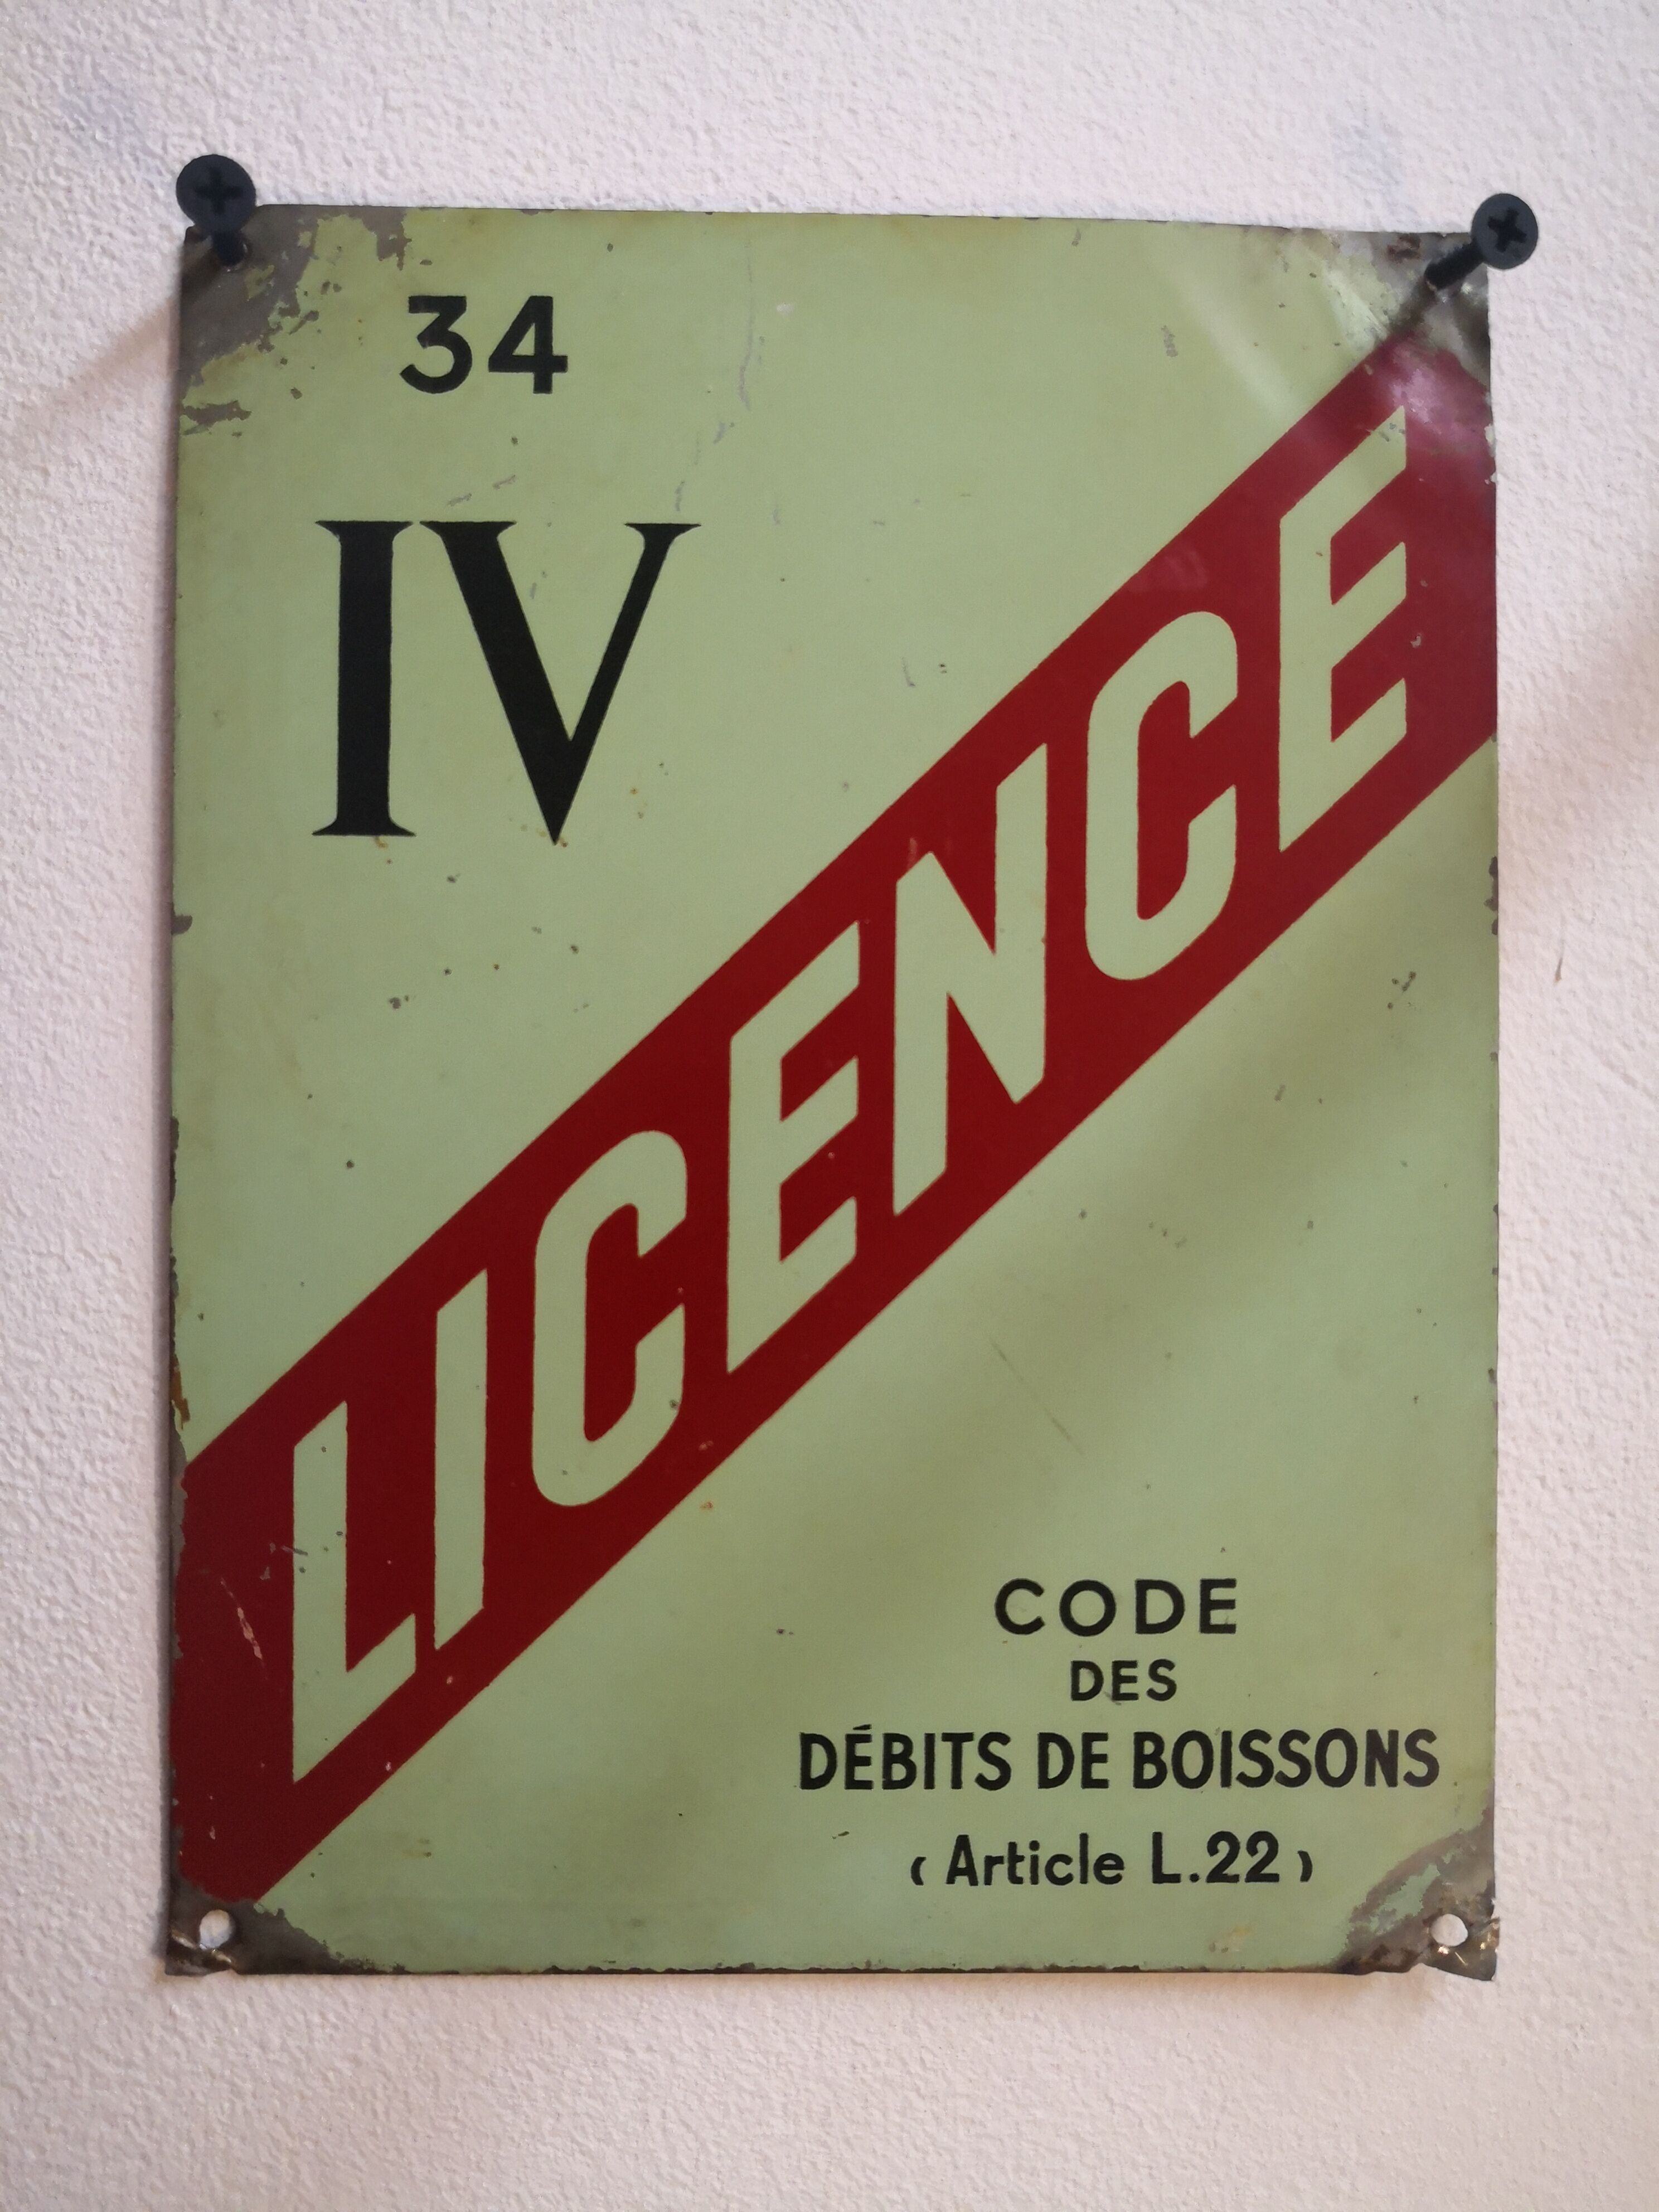 34
IV
LICENCE
CODE
DES
DÉBITS DE BOISSONS
(Article L.22)